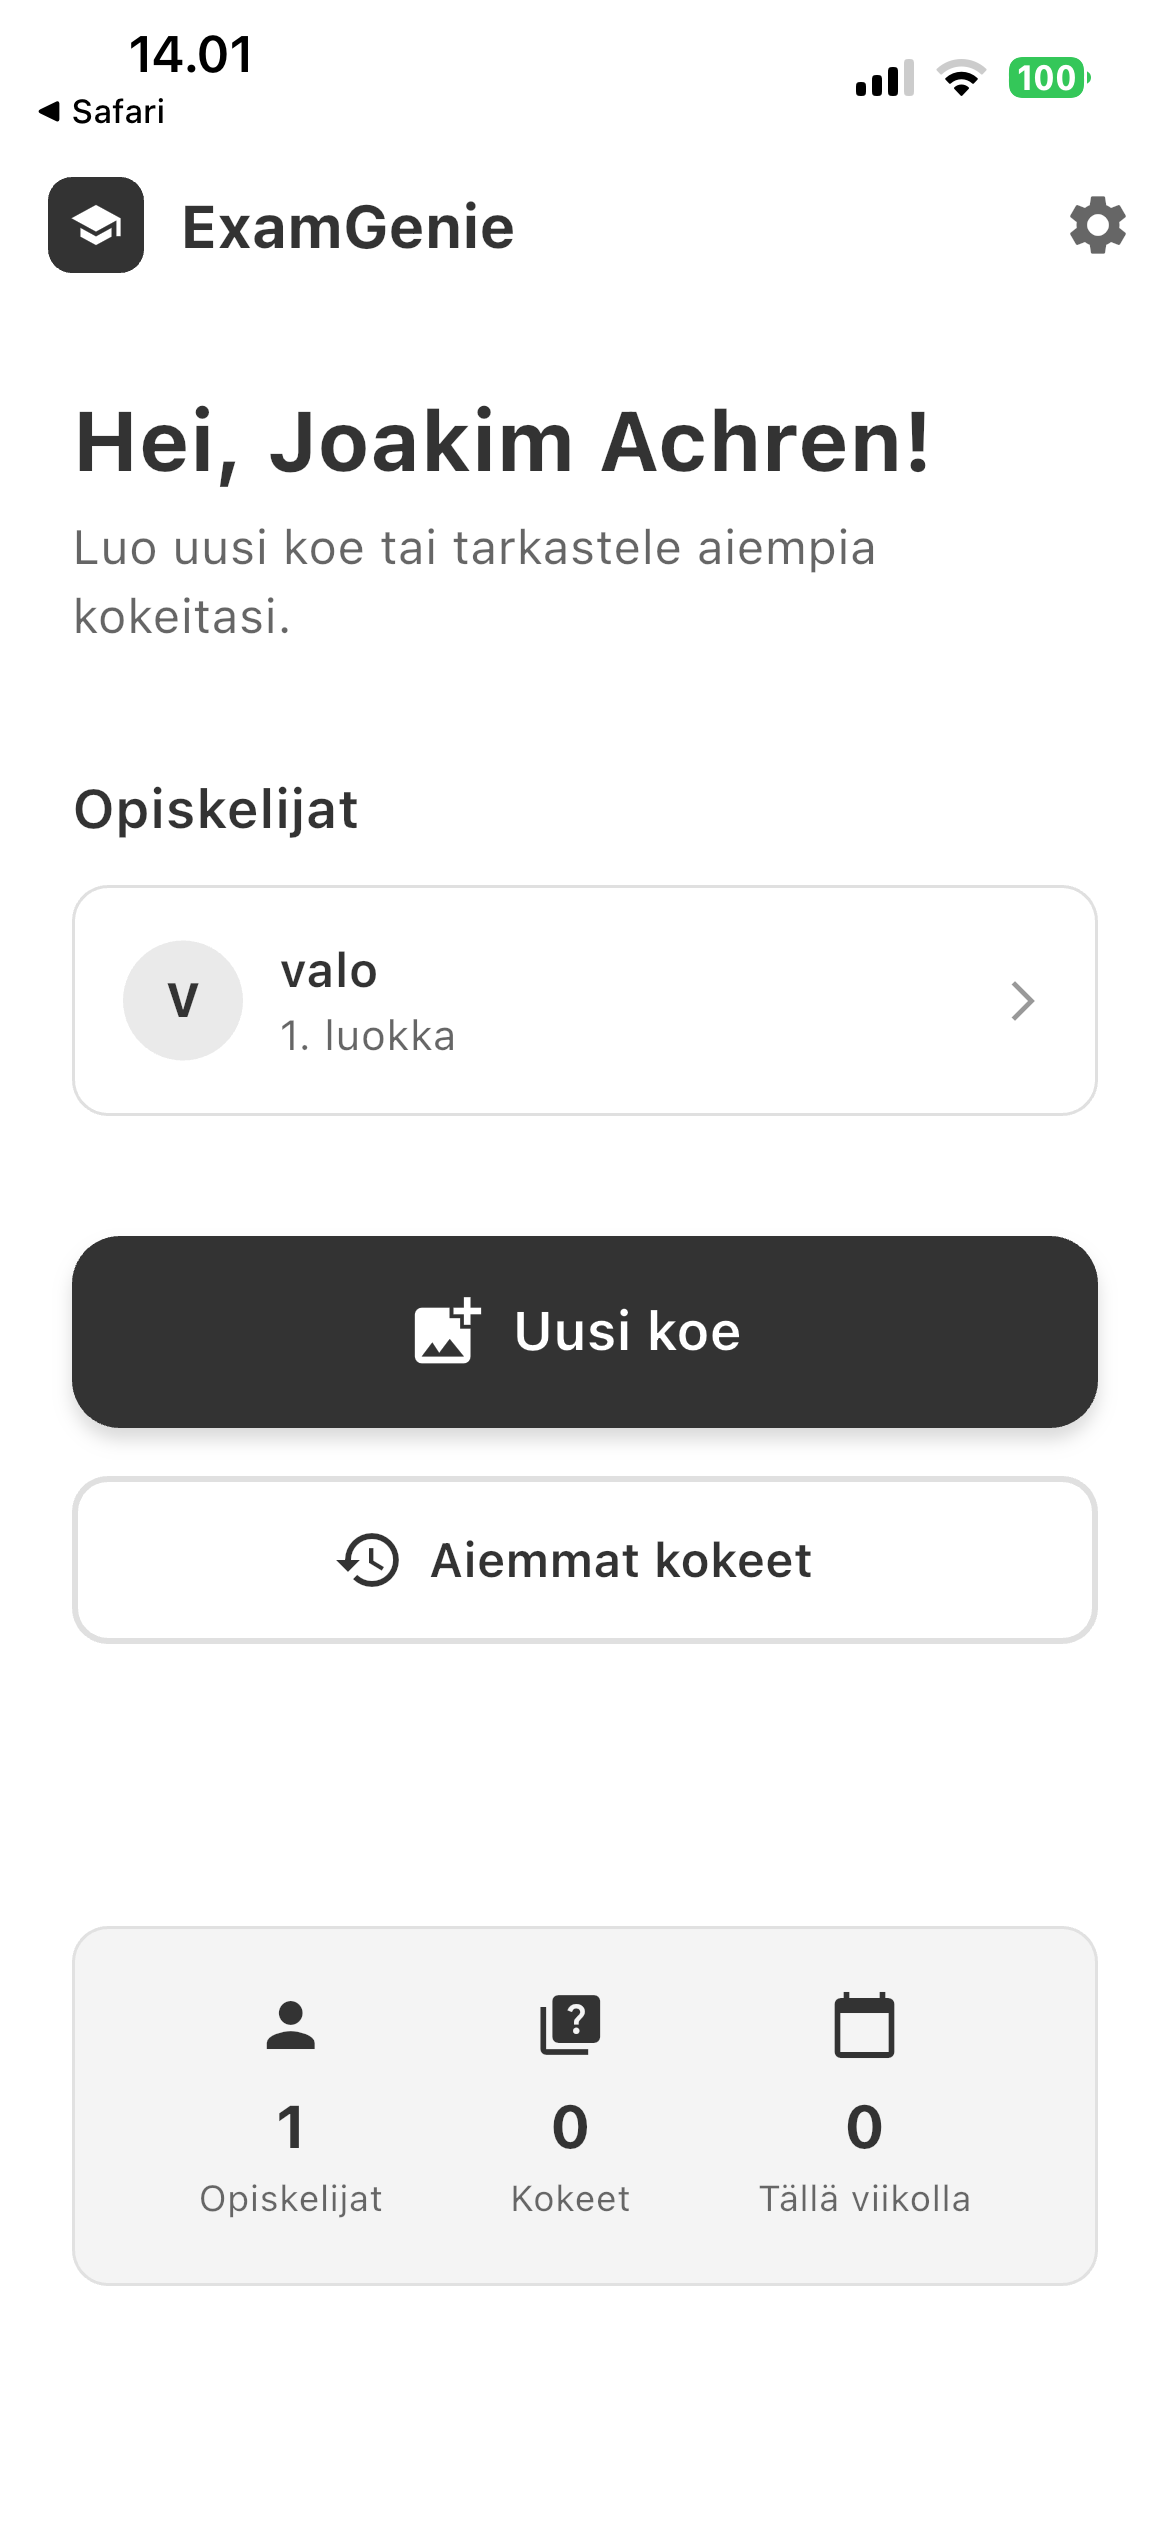 14.01
Safari
100
ExamGenie
Hei, Joakim Achren!
Luo uusi koe tai tarkastele aiempia
kokeitasi.
Opiskelijat
V
valo
1. luokka
Uusi koe
Aiemmat kokeet
?
1
0
0
Opiskelijat
Kokeet
Tällä viikolla